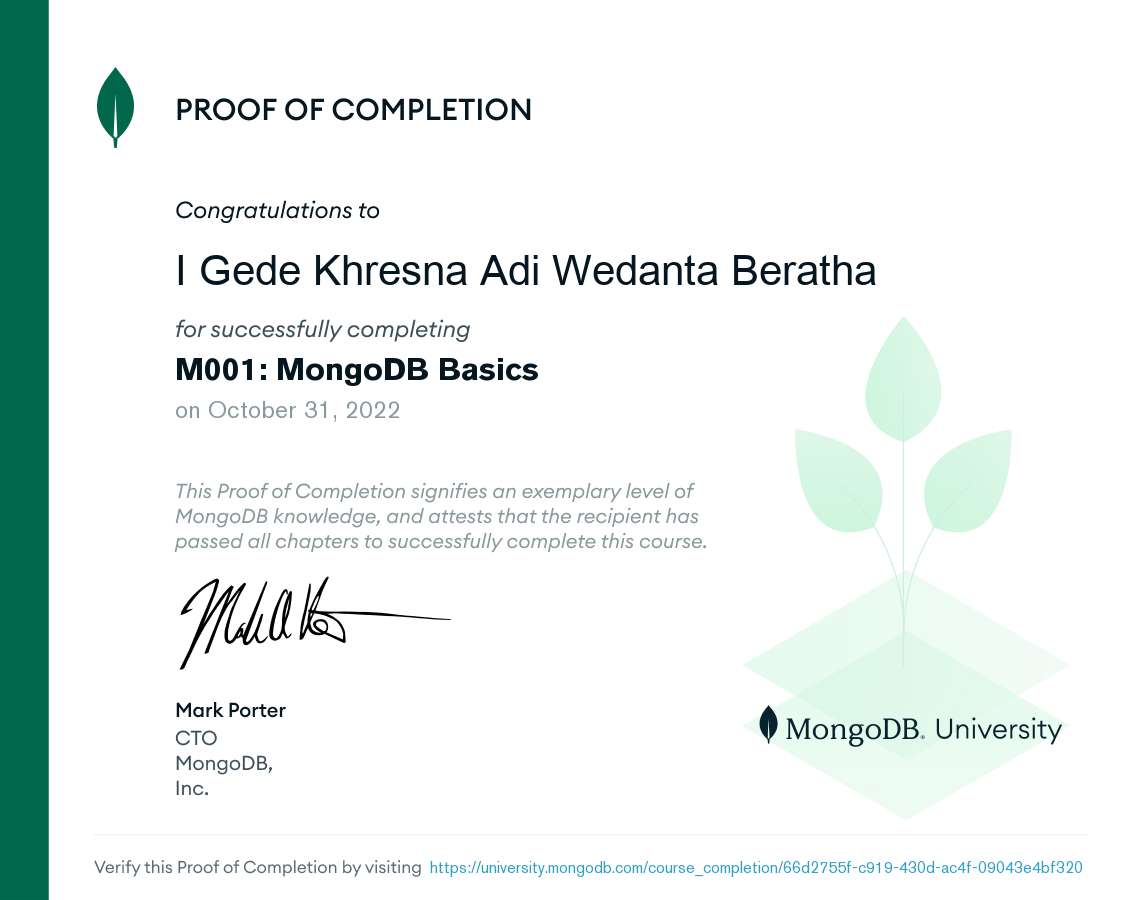 PROOF OF COMPLETION
Congratulations to
I Gede Khresna Adi Wedanta Beratha
for successfully completing
M001: MongoDB Basics
on October 31, 2022
This Proof of Completion signifies an exemplary level of
MongoDB knowledge, and attests that the recipient has
passed all chapters to successfully complete this course.
Mark Porter
CTO
MongoDB,
Inc.
MongoDB. University
Verify this Proof of Completion by visiting https://university.mongodb.com/course_completion/66d2755f-c919-430d-ac4f-09043e4bf320